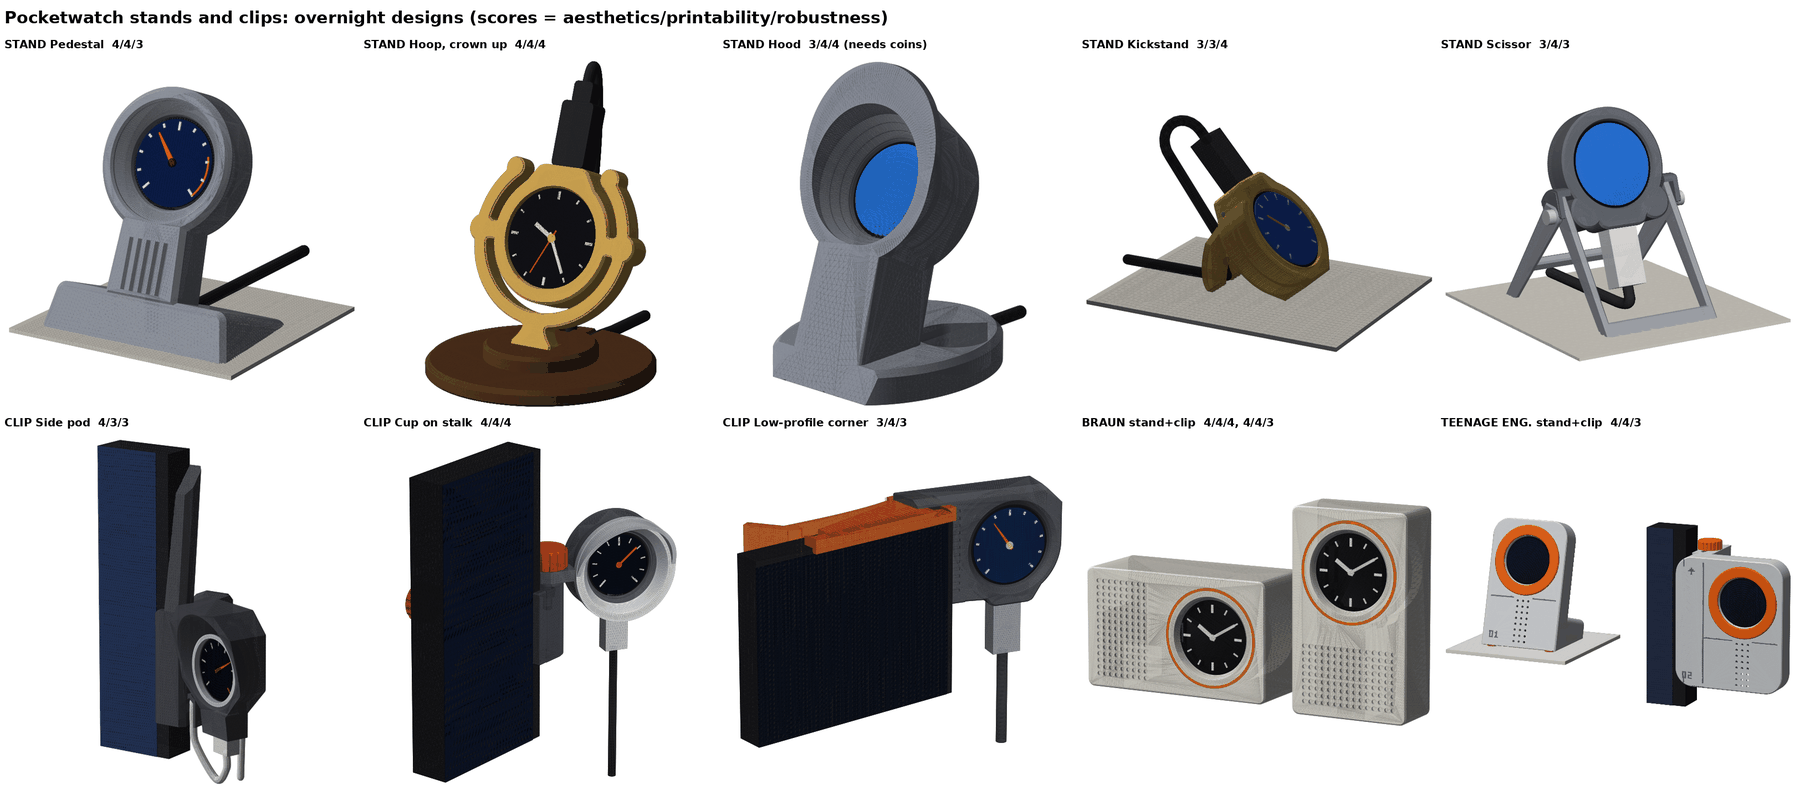 Pocketwatch stands and clips: overnight designs (scores = aesthetics/printability/robustness)
STAND Pedestal 4/4/3
STAND Hoop, crown up 4/4/4
STAND Hood 3/4/4 (needs coins)
STAND Kickstand 3/3/4
STAND Scissor 3/4/3
CLIP Side pod 4/3/3
CLIP Cup on stalk 4/4/4
CLIP Low-profile corner 3/4/3
BRAUN stand+clip 4/4/4, 4/4/3
TEENAGE ENG. stand+clip 4/4/3
01
02